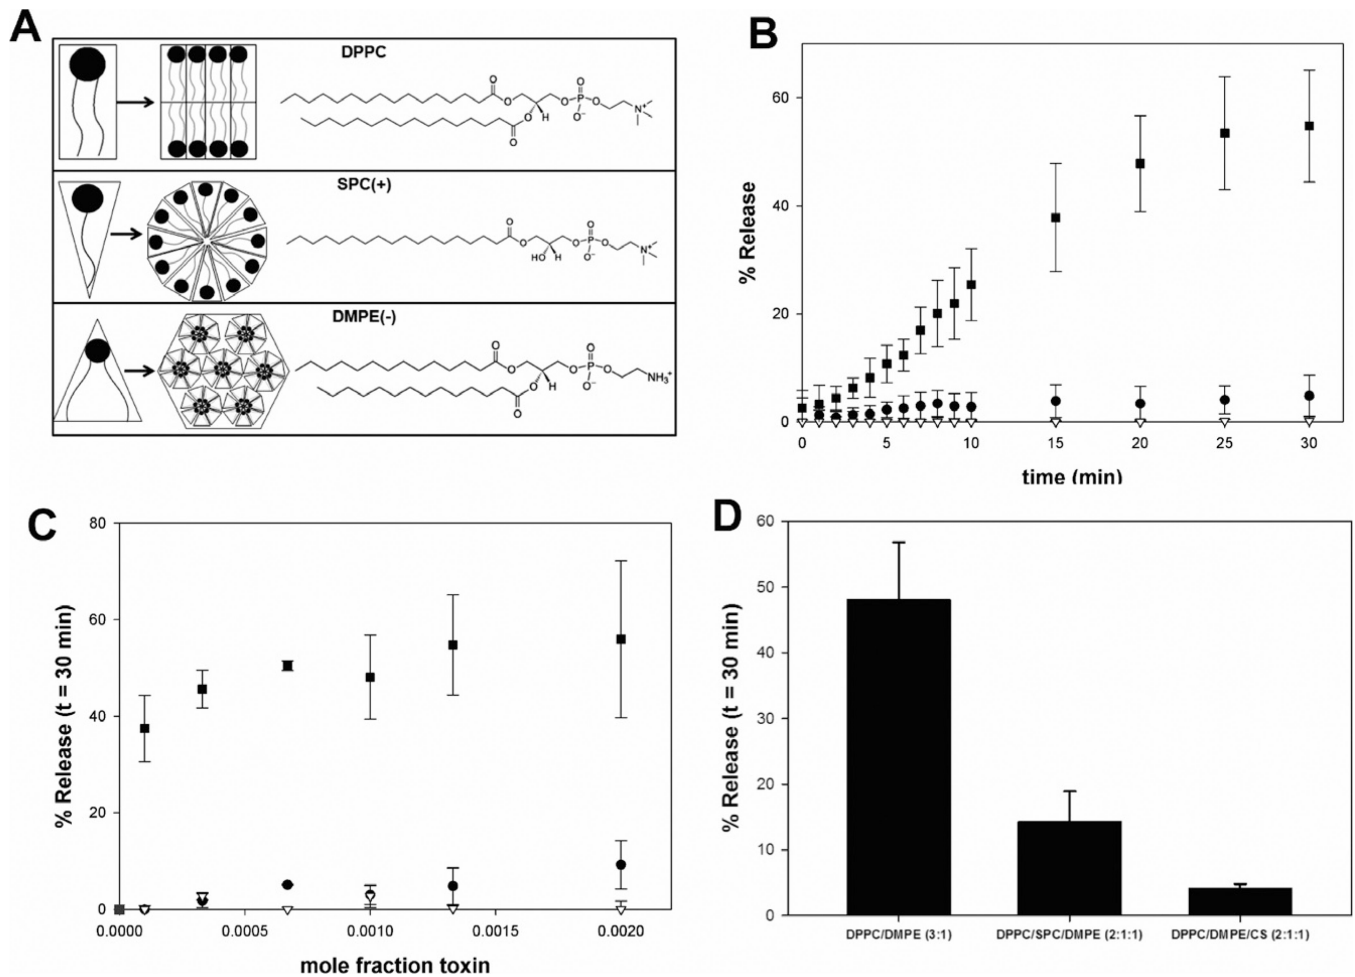 A
DPPC
O
O
O
P
O
O
N+
O
O-
H
O
SPC(+)
O
O
O
P
O
O
N+
HO
H
O-
DMPE(-)
O
O
O
P
O
O
NH3+
O
O-
H
O
B
% Release
60
40
20
0
0
5
10
15
20
25
30
time (min)
C
% Release (t = 30 min)
80
60
40
20
0
0.0000
0.0005
0.0010
0.0015
0.0020
mole fraction toxin
D
% Release (t = 30 min)
60
50
40
30
20
10
0
DPPC/DMPE (3:1)
DPPC/SPC/DMPE (2:1:1)
DPPC/DMPE/CS (2:1:1)